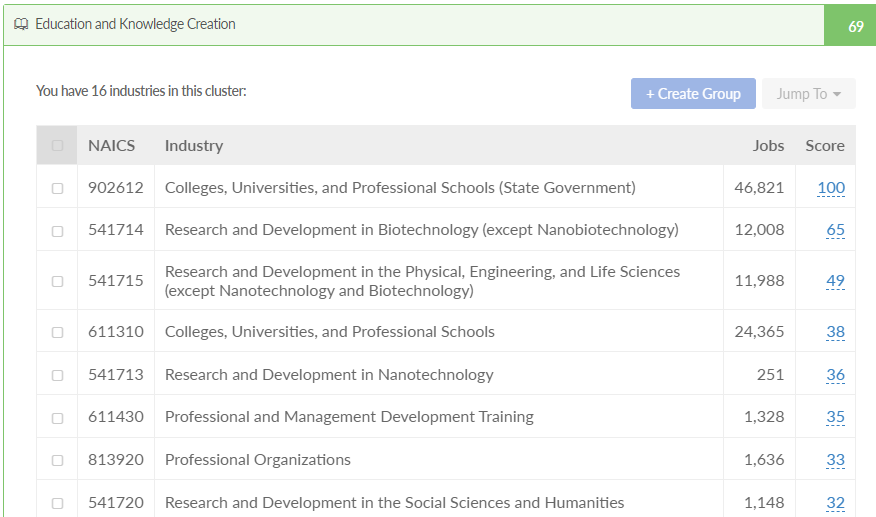 Education and Knowledge Creation 69
You have 16 industries in this cluster:
+ Create Group Jump To
NAICS Industry Jobs Score
902612 Colleges, Universities, and Professional Schools (State Government) 46,821 100
541714 Research and Development in Biotechnology (except Nanobiotechnology) 12,008 65
541715 Research and Development in the Physical, Engineering, and Life Sciences
(except Nanotechnology and Biotechnology) 11,988 49
611310 Colleges, Universities, and Professional Schools 24,365 38
541713 Research and Development in Nanotechnology 251 36
611430 Professional and Management Development Training 1,328 35
813920 Professional Organizations 1,636 33
541720 Research and Development in the Social Sciences and Humanities 1,148 32